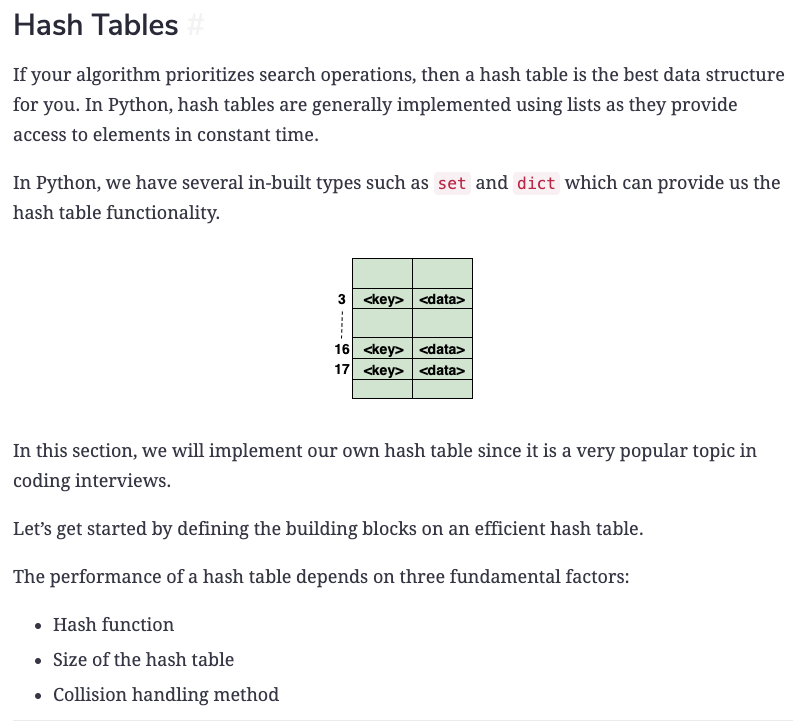 Hash Tables #
If your algorithm prioritizes search operations, then a hash table is the best data structure
for you. In Python, hash tables are generally implemented using lists as they provide
access to elements in constant time.
In Python, we have several in-built types such as set and dict which can provide us the
hash table functionality.
3 <key> <data>
16 <key> <data>
17 <key> <data>
In this section, we will implement our own hash table since it is a very popular topic in
coding interviews.
Let’s get started by defining the building blocks on an efficient hash table.
The performance of a hash table depends on three fundamental factors:
• Hash function
• Size of the hash table
• Collision handling method